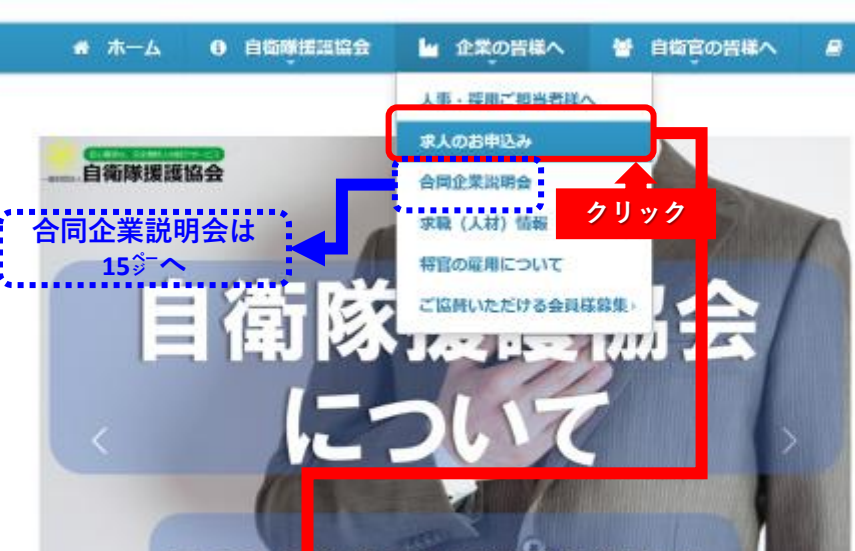 ホーム 自衛隊援護協会 企業の皆様へ 自衛官の皆様へ
人事・採用ご担当者様へ
求人のお申込み
合同企業説明会
求職（人材）情報
将官の雇用について
ご協賛いただける会員様募集
クリック
自衛隊援護協会
合同企業説明会は
15㌻へ
自衛隊援護協会
について